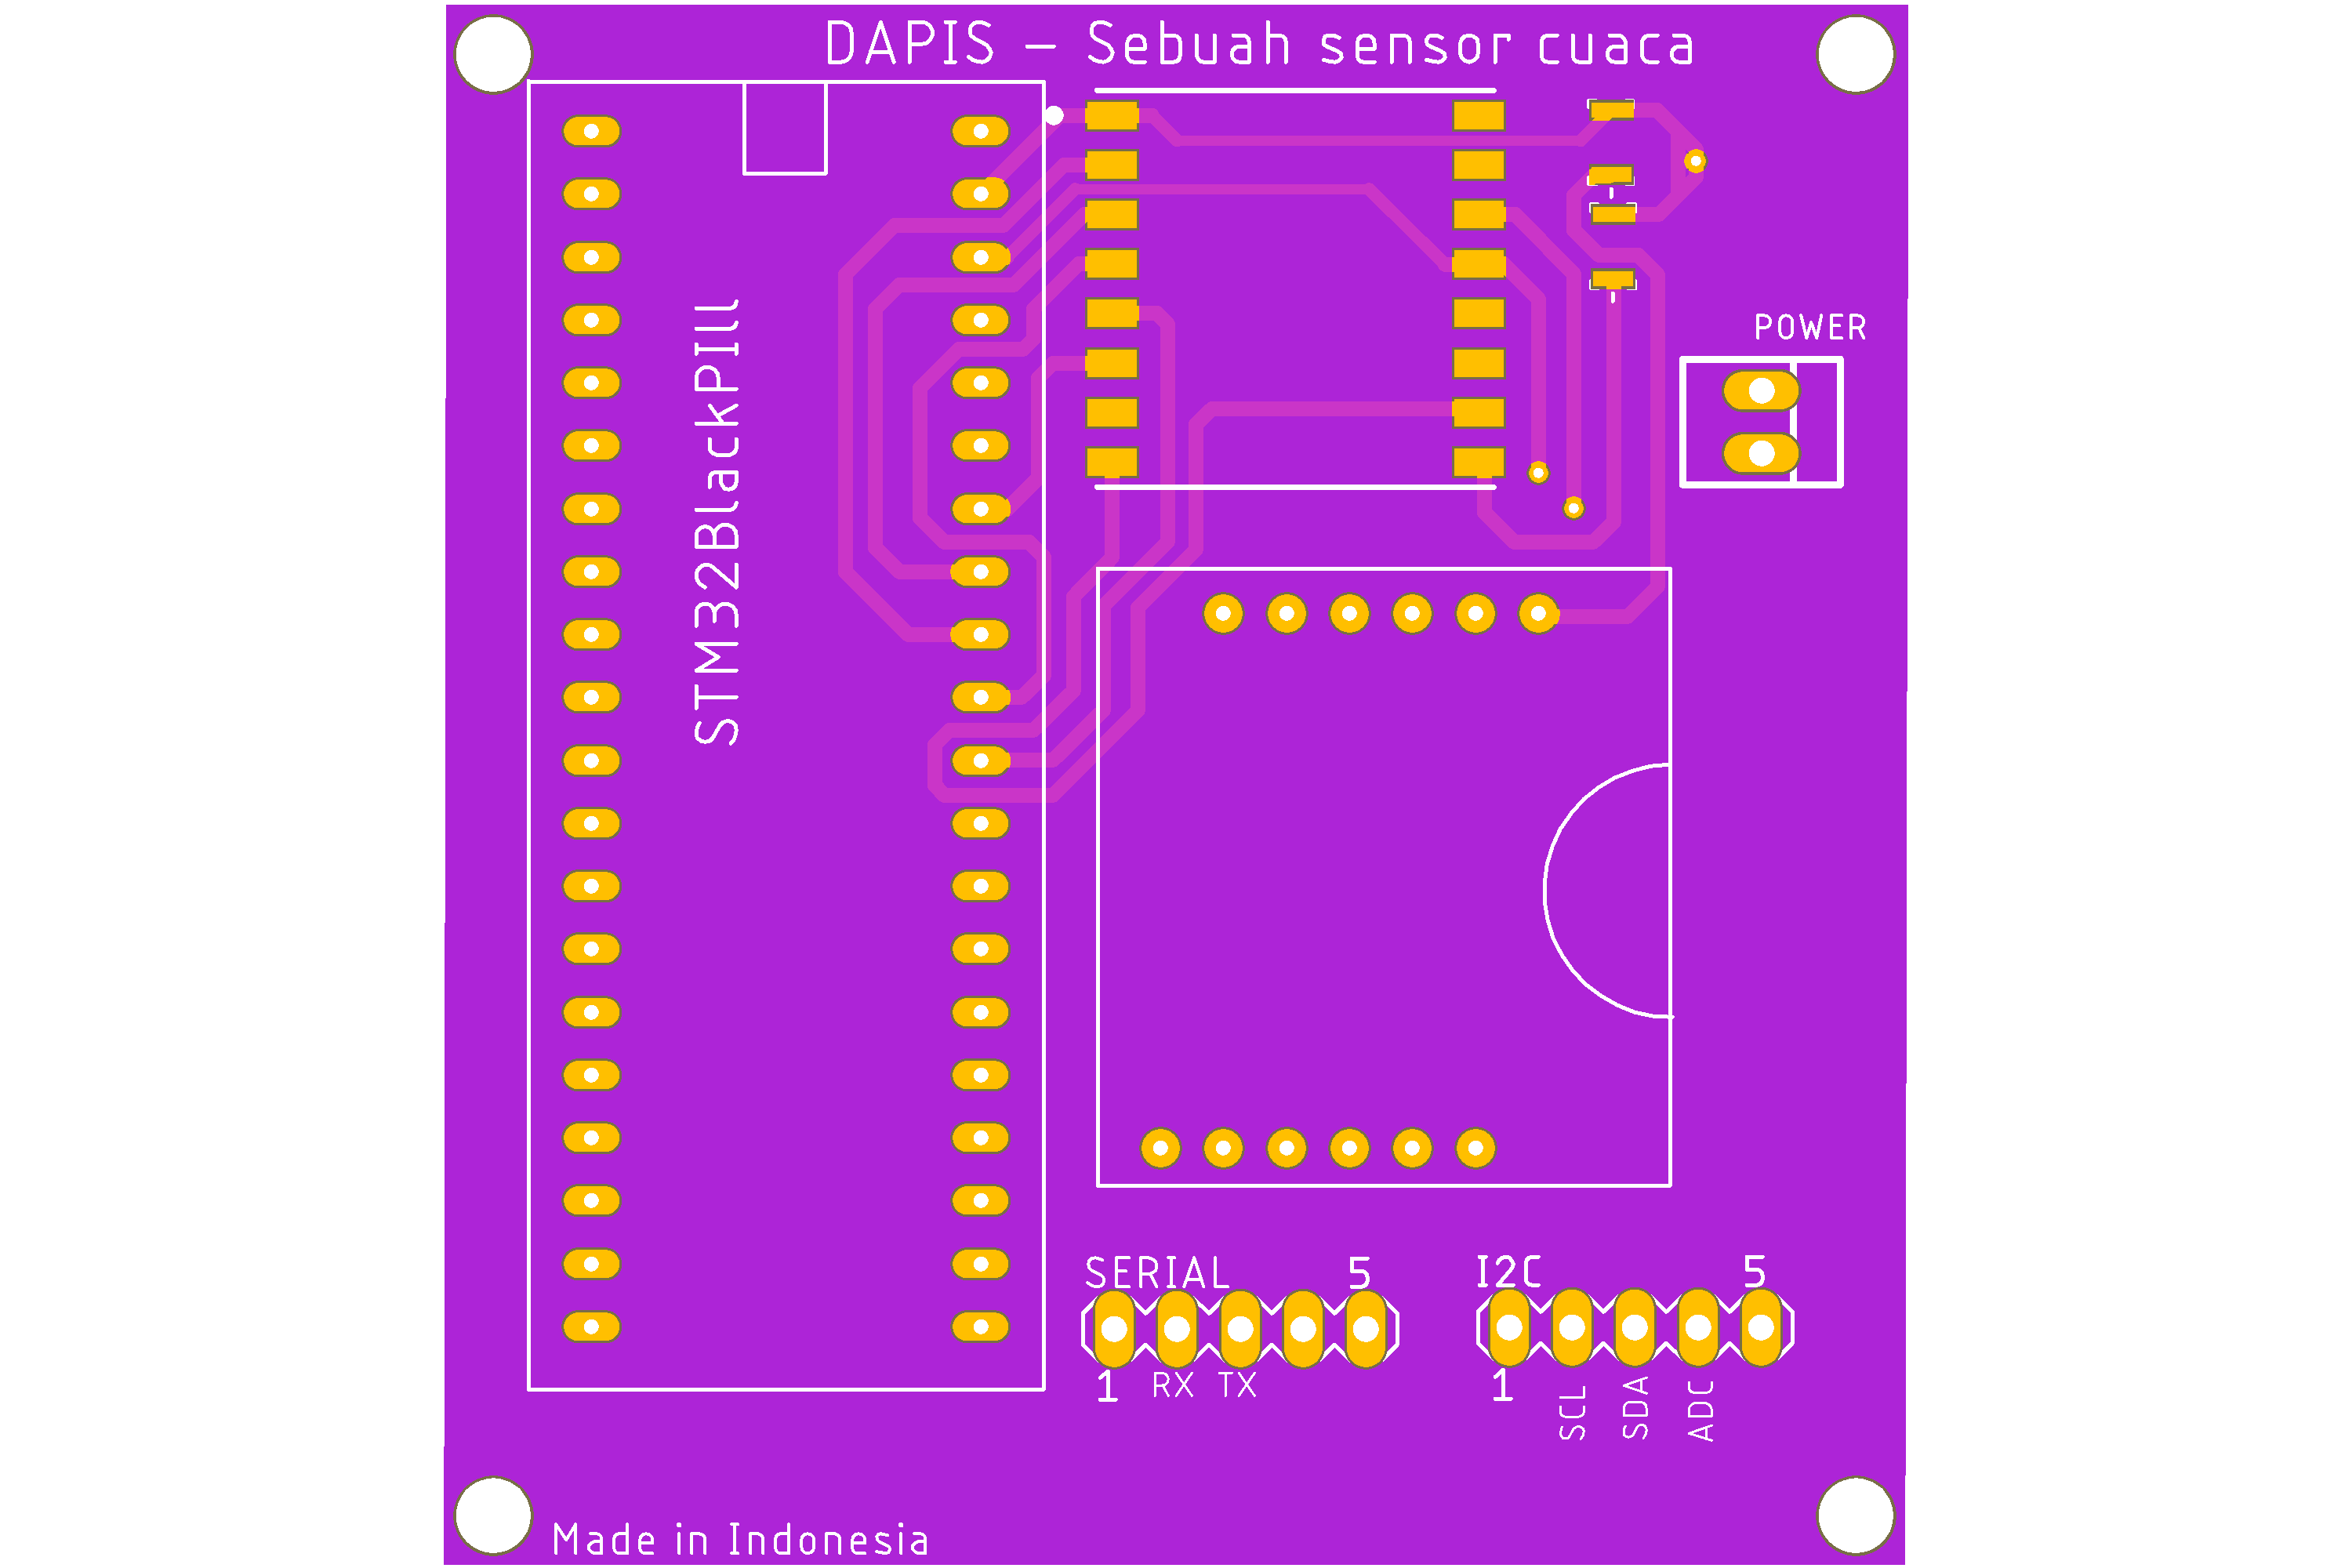 DAPIS – Sebuah sensor cuaca
STM32BlackPill
POWER
SERIAL 5
1 RX TX
I2C 5
1 SCL SDA ADC
Made in Indonesia